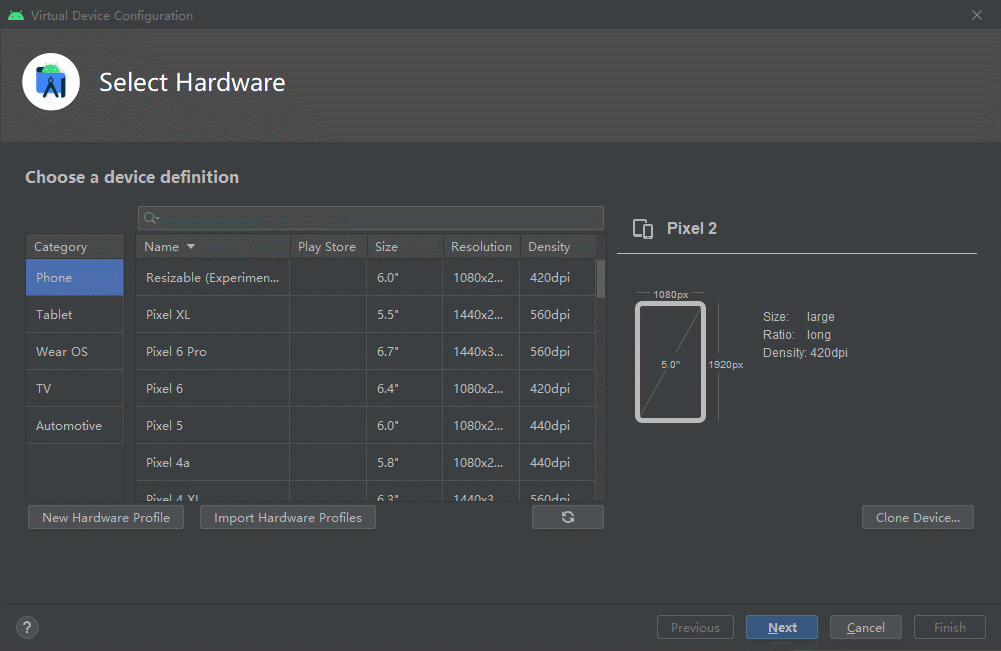 Virtual Device Configuration
Select Hardware
Choose a device definition
Category
Phone
Tablet
Wear OS
TV
Automotive
Name Play Store Size Resolution Density
Resizable (Experimen... 6.0" 1080x2... 420dpi
Pixel XL 5.5" 1440x2... 560dpi
Pixel 6 Pro 6.7" 1440x3... 560dpi
Pixel 6 6.4" 1080x2... 420dpi
Pixel 5 6.0" 1080x2... 440dpi
Pixel 4a 5.8" 1080x2... 440dpi
Pixel 4 XL 6.3" 1440x3... 560dpi
New Hardware Profile Import Hardware Profiles
Pixel 2
1080px
5.0"
1920px
Size: large
Ratio: long
Density: 420dpi
Clone Device...
? Previous Next Cancel Finish